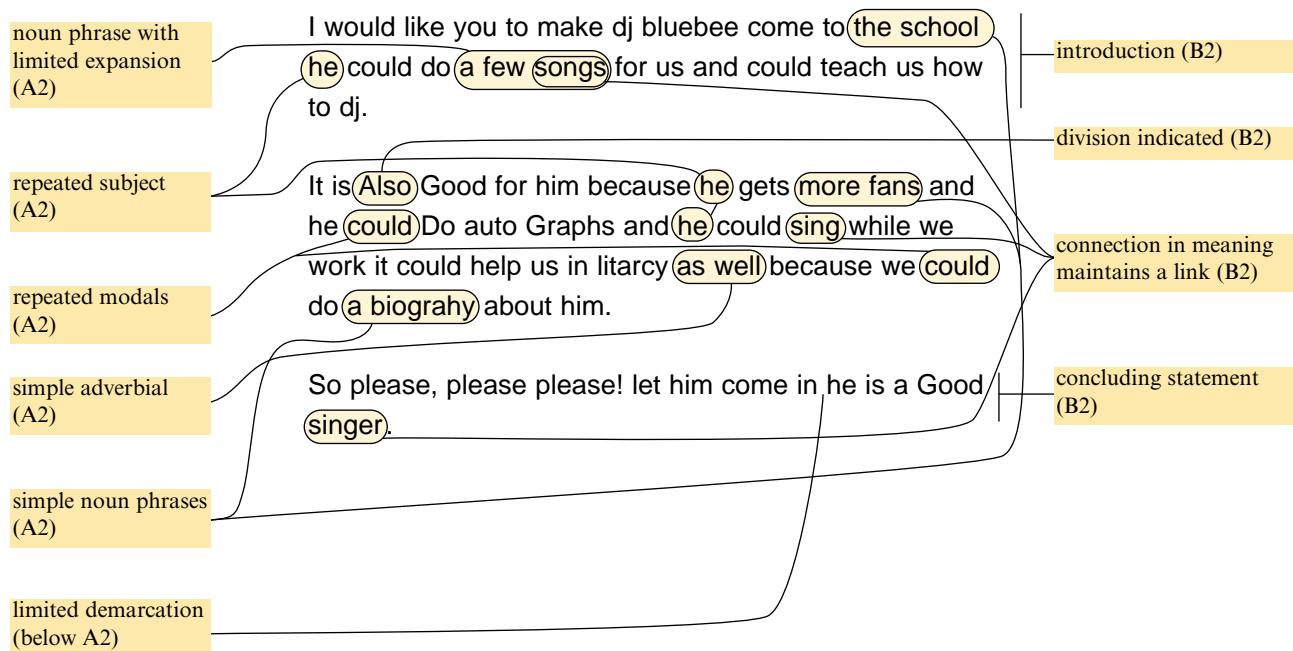 noun phrase with
limited expansion
(A2)
repeated subject
(A2)
repeated modals
(A2)
simple adverbial
(A2)
simple noun phrases
(A2)
limited demarcation
(below A2)
I would like you to make dj bluebee come to the school
he could do a few songs for us and could teach us how
to dj.
It is Also Good for him because he gets more fans and
he could Do auto Graphs and he could sing while we
work it could help us in litarcy as well because we could
do a biograhy about him.
So please, please please! let him come in he is a Good
singer.
introduction (B2)
division indicated (B2)
connection in meaning
maintains a link (B2)
concluding statement
(B2)